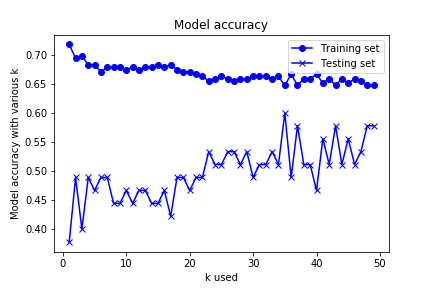 Model accuracy
Training set
Testing set
Model accuracy with various k
0.70
0.65
0.60
0.55
0.50
0.45
0.40
0 10 20 30 40 50
k used